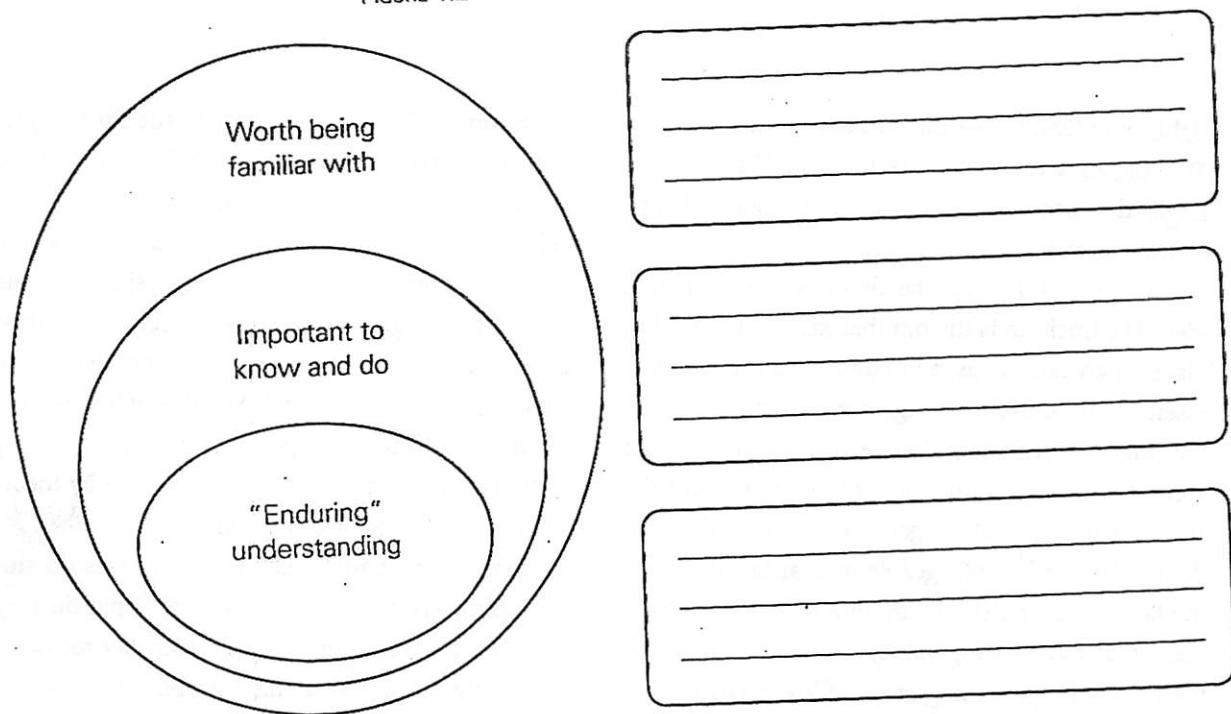 Worth being
familiar with
Important to
know and do
"Enduring"
understanding